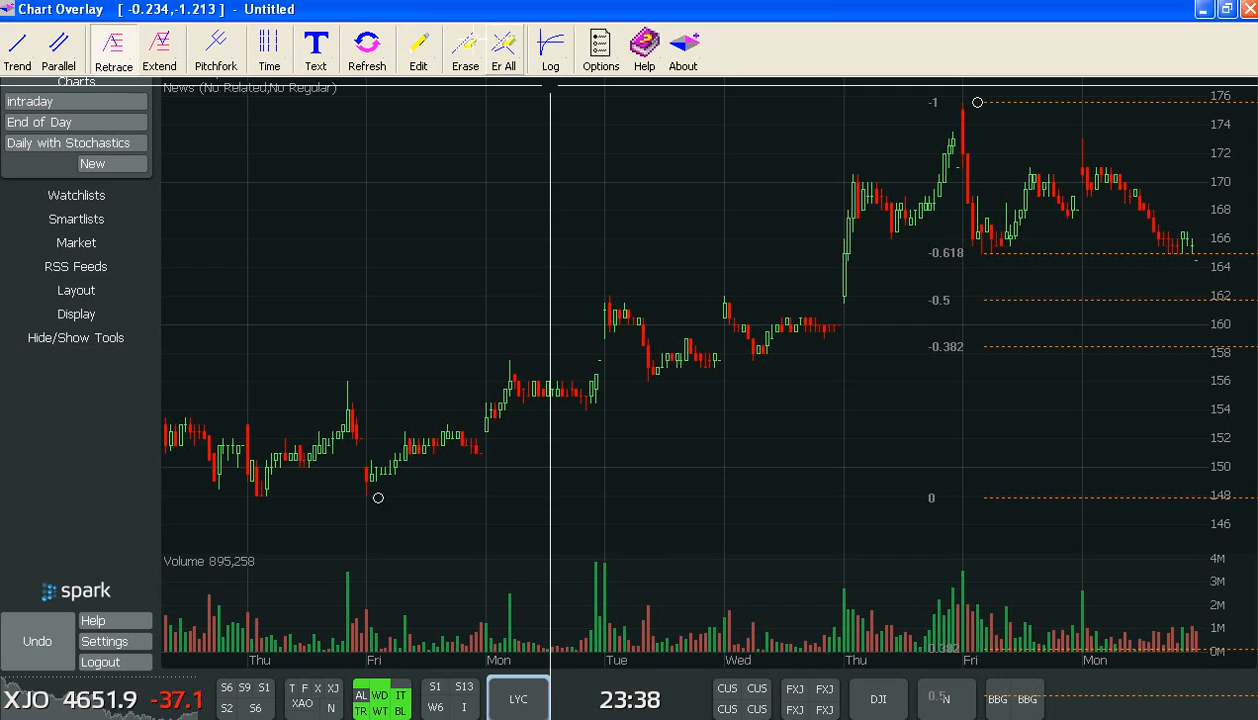 Chart Overlay [ -0.234,-1.213 ] - Untitled
Trend Parallel Retrace Extend Pitchfork Time Text Refresh Edit Erase Er All Log Options Help About
Charts
intraday
End of Day
Daily with Stochastics
New
Watchlists
Smartlists
Market
RSS Feeds
Layout
Display
Hide/Show Tools
spark
Undo
Help
Settings
Logout
News (No Related,No Regular)
-1
-0.618
-0.5
-0.382
0
176
174
172
170
168
166
164
162
160
158
156
154
152
150
148
146
Volume 895,258
4M
3M
2M
1M
0M
0.382
Thu Fri Mon Tue Wed Thu Fri Mon
XJO 4651.9 -37.1
S6 S9 S1
S2 S6
T F X XJ
XAO N
AL WD IT
TR WT BL
S1 S13
W6 I
LYC
23:38
CUS CUS
CUS CUS
FXJ FXJ
FXJ FXJ
DJI
0.5 N
BBG BBG